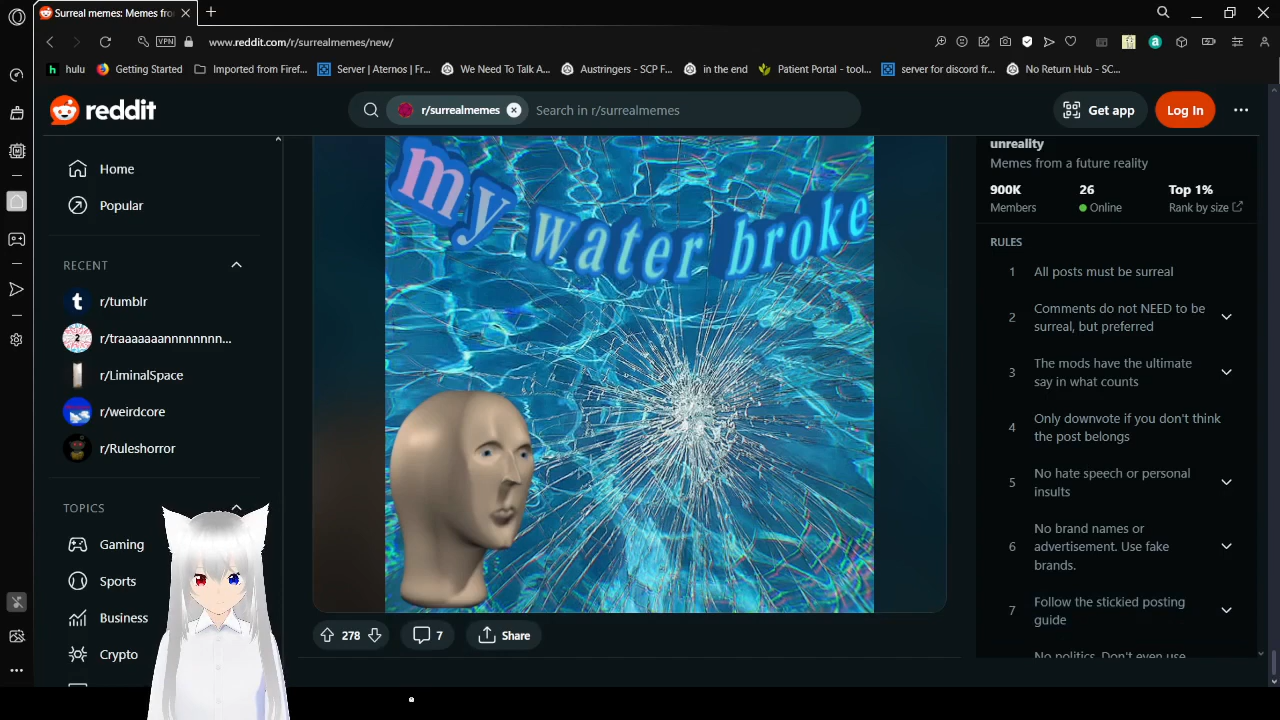 Surreal memes: Memes fro
www.reddit.com/r/surrealmemes/new/
VPN
hulu
Getting Started
Imported from Firef...
Server | Aternos | Fr...
We Need To Talk A...
Austringers - SCP F...
in the end
Patient Portal - tool...
server for discord fr...
No Return Hub - SC...
reddit
r/surrealmemes
Search in r/surrealmemes
Get app
Log In
Home
Popular
RECENT
r/tumblr
r/traaaaaaannnnnnnn...
r/LiminalSpace
r/weirdcore
r/Ruleshorror
TOPICS
Gaming
Sports
Business
Crypto
my water broke
278
7
Share
unreality
Memes from a future reality
900K
26
Top 1%
Members
Online
Rank by size
RULES
1 All posts must be surreal
2 Comments do not NEED to be
surreal, but preferred
3 The mods have the ultimate
say in what counts
4 Only downvote if you don't think
the post belongs
5 No hate speech or personal
insults
6 No brand names or
advertisement. Use fake
brands.
7 Follow the stickied posting
guide
No politics. Don't even use